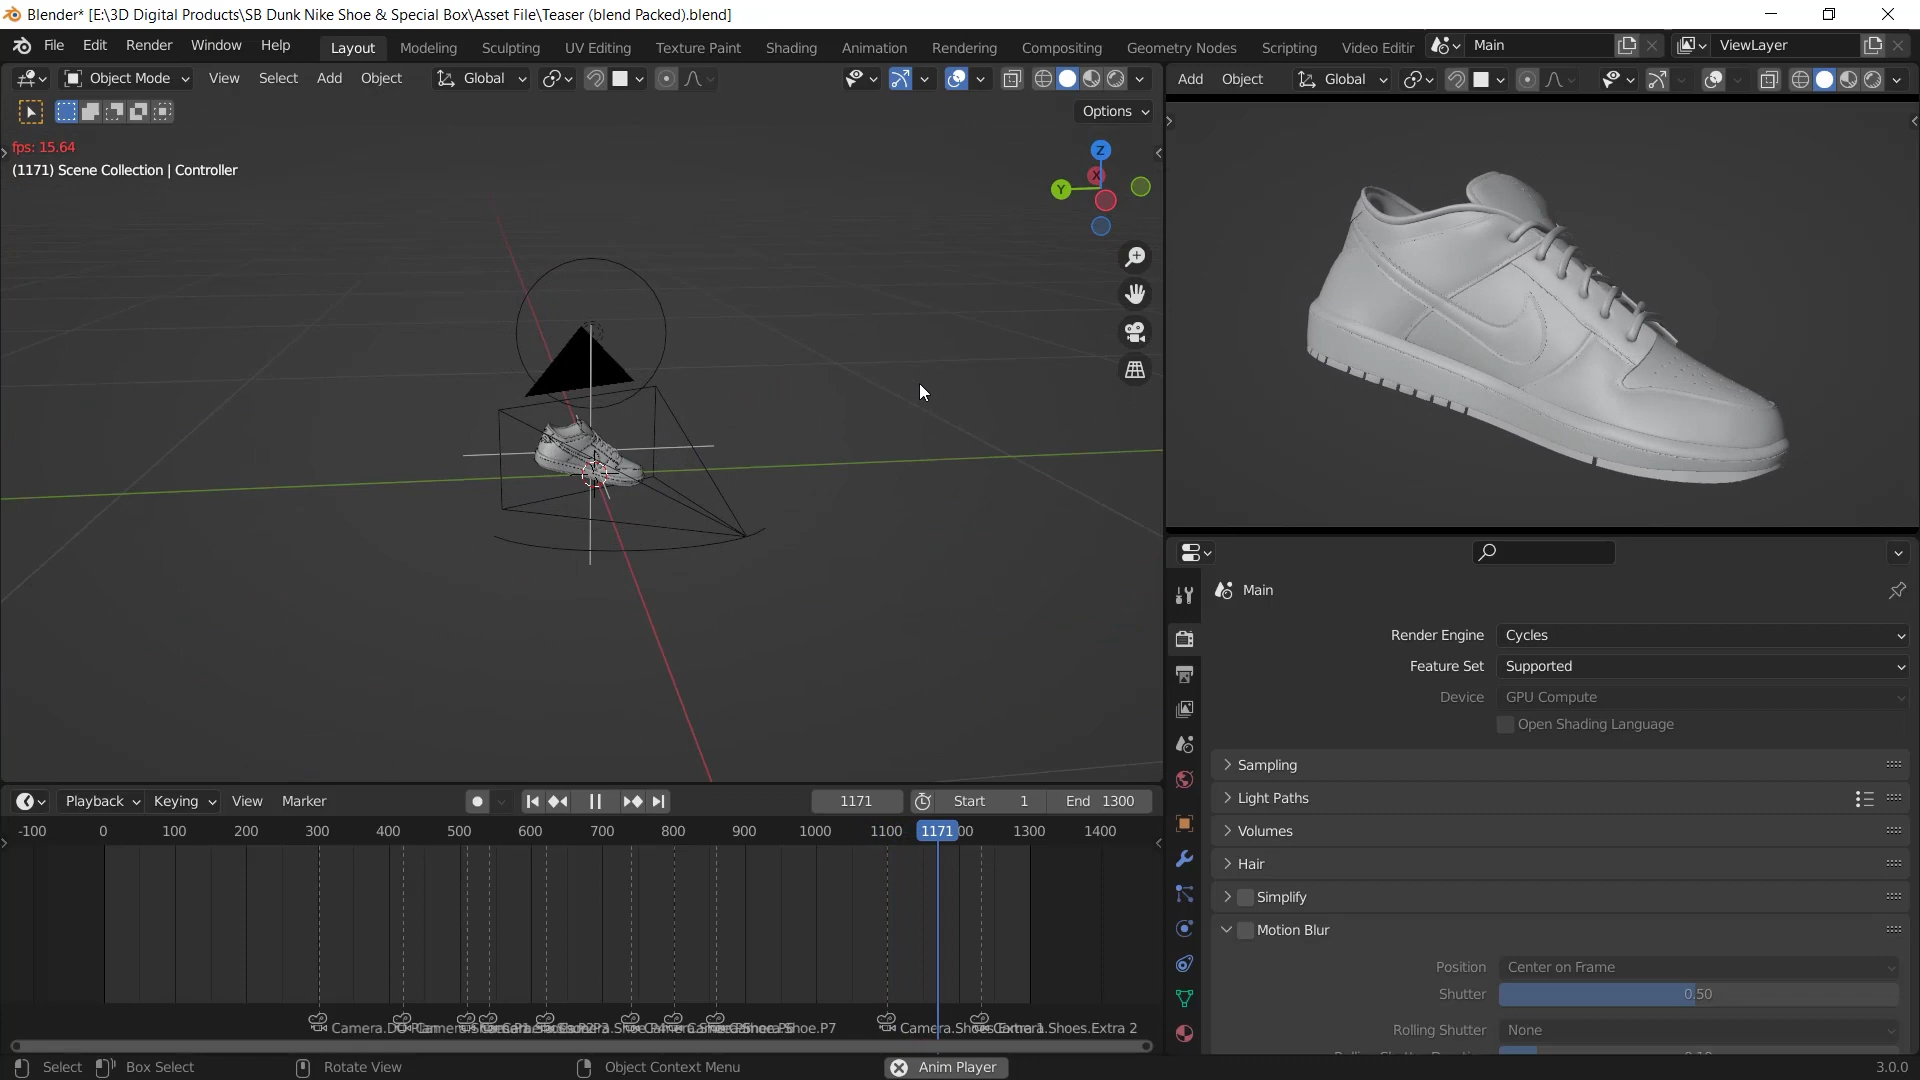 Blender* [E:\3D Digital Products\SB Dunk Nike Shoe & Special Box\Asset File\Teaser (blend Packed).blend]
File Edit Render Window Help Layout Modeling Sculpting UV Editing Texture Paint Shading Animation Rendering Compositing Geometry Nodes Scripting Video Editir Main ViewLayer
Object Mode View Select Add Object Global Add Object Global
Options
fps: 15.64
(1171) Scene Collection | Controller
Z
X
Y
Main
Render Engine Cycles
Feature Set Supported
Device GPU Compute
Open Shading Language
Sampling
Light Paths
Volumes
Hair
Simplify
Motion Blur
Position Center on Frame
Shutter 0.50
Rolling Shutter None
Playback Keying View Marker 1171 Start 1 End 1300
-100 0 100 200 300 400 500 600 700 800 900 1000 1100 1171 00 1300 1400
Shoe.P7 Extra 2
Select Box Select Rotate View Object Context Menu Anim Player 3.0.0